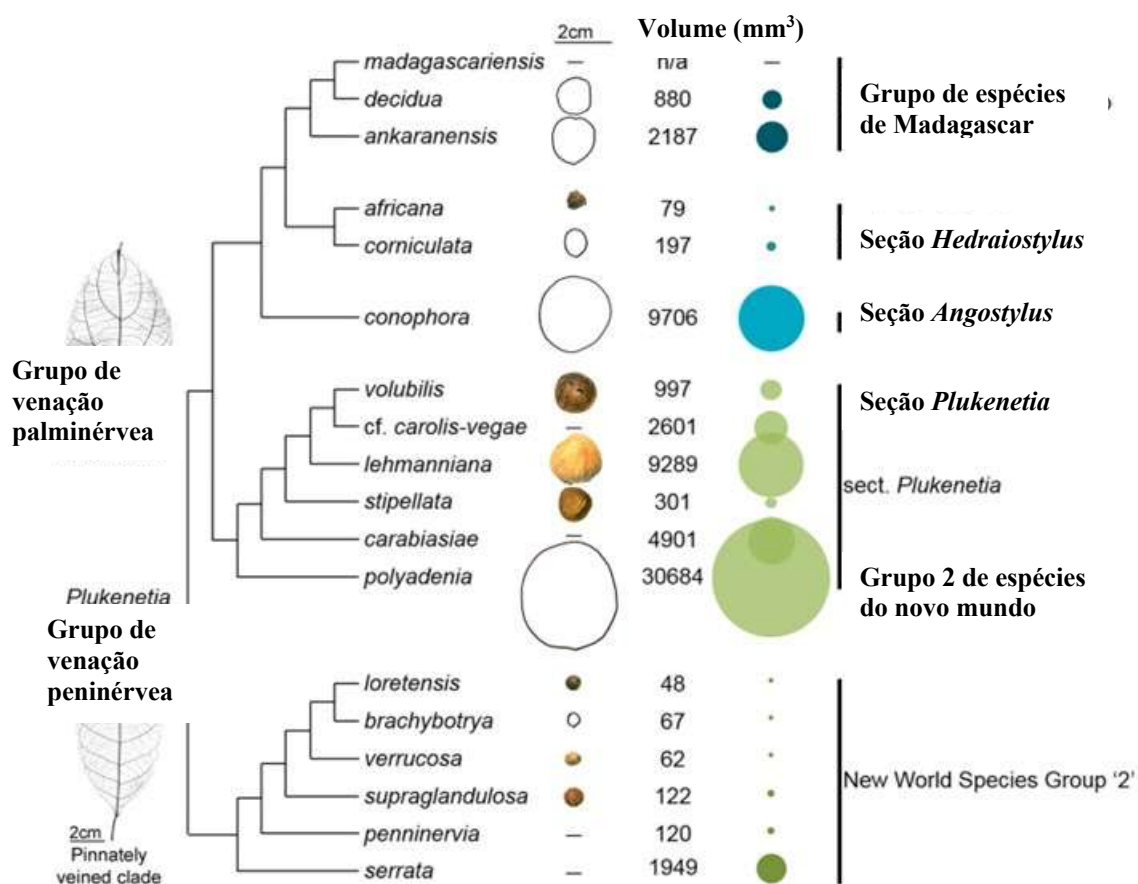 2cm Volume (mm³)
madagascariensis — n/a —
decidua 880
ankaranensis 2187
Grupo de espécies
de Madagascar
africana 79
corniculata 197
Seção Hedraiostylus
conophora 9706
Seção Angostylus
Grupo de
venação
palminérvea
volubilis 997
Seção Plukenetia
cf. carolis-vegae — 2601
lehmanniana 9289
sect. Plukenetia
stipellata 301
carabiasiae — 4901
polyadenia 30684
Grupo 2 de espécies
do novo mundo
Plukenetia
Grupo de
venação
peninérvea
loretensis 48
brachybotrya 67
verrucosa 62
New World Species Group '2'
supraglandulosa 122
penninervia — 120
serrata — 1949
2cm
Pinnately
veined clade